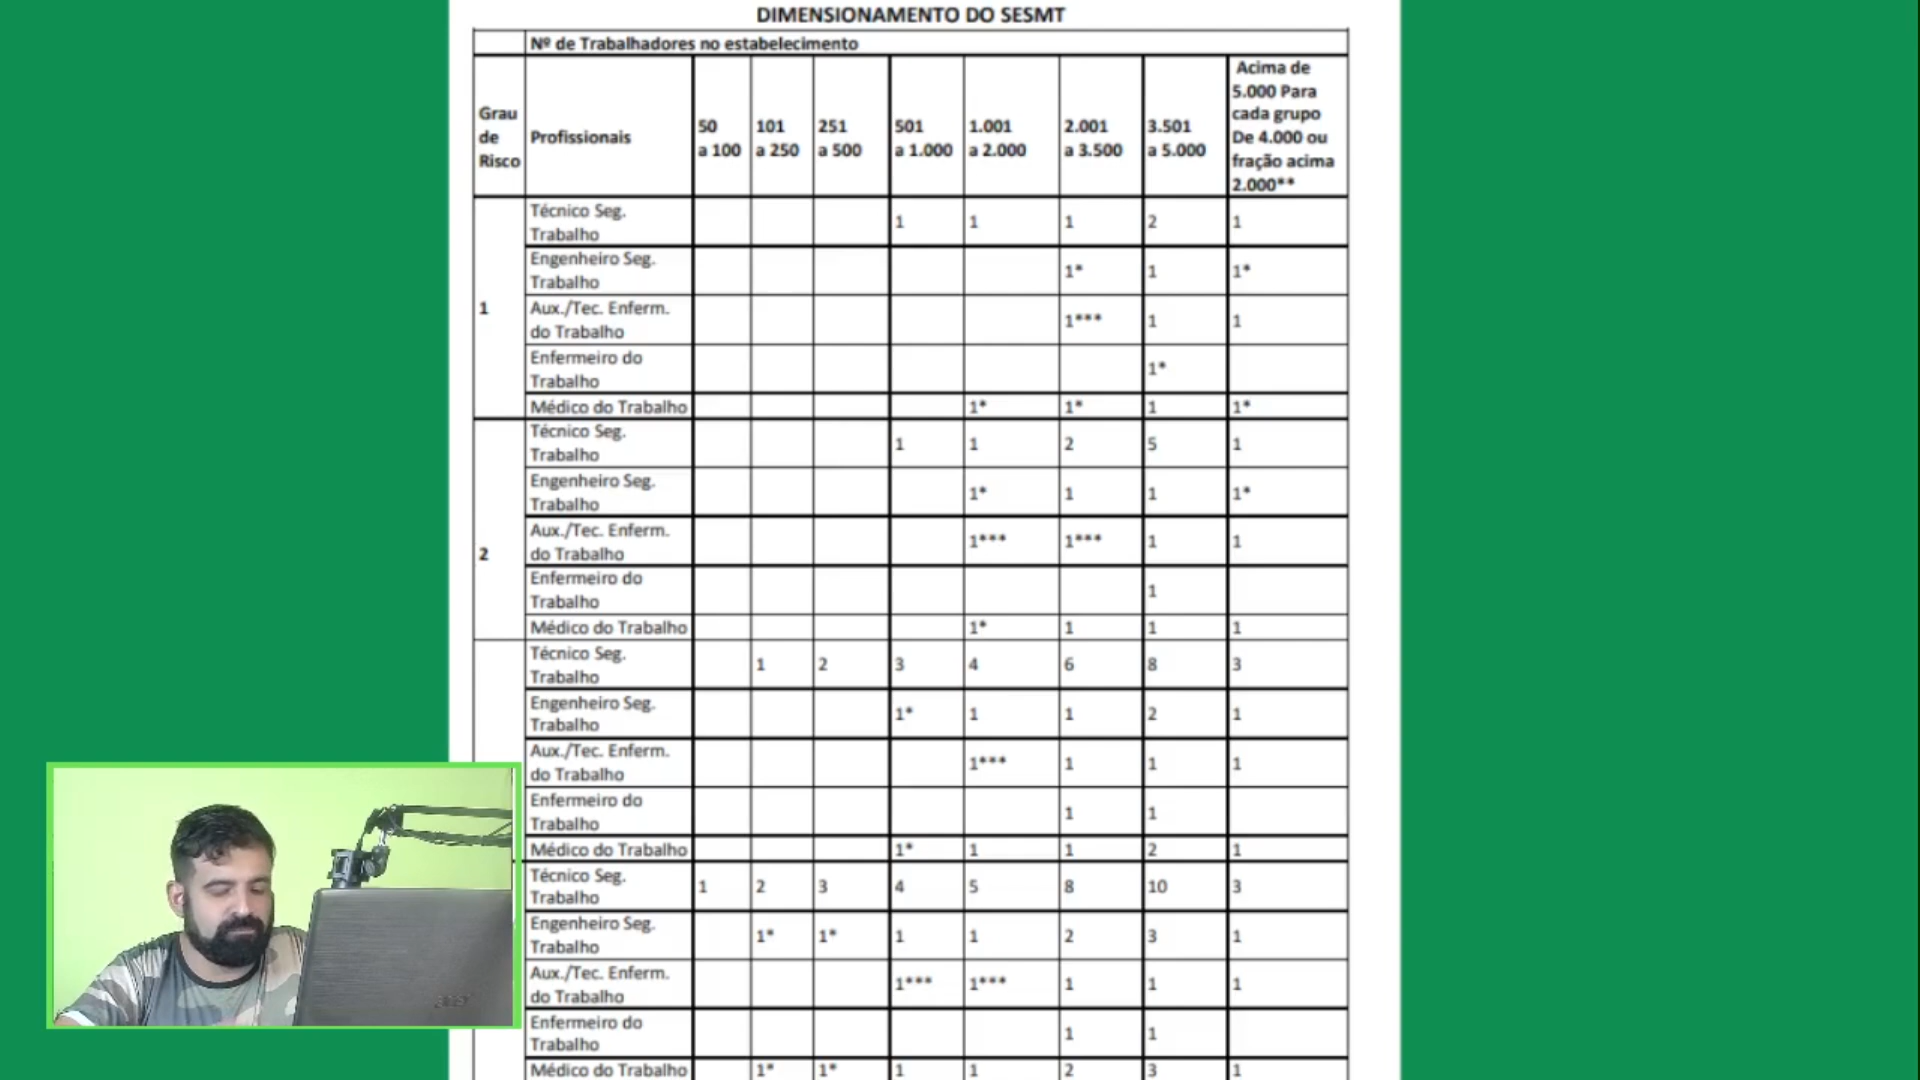 DIMENSIONAMENTO DO SESMT
Nº de Trabalhadores no estabelecimento
Grau de Risco Profissionais 50 a 100 101 a 250 251 a 500 501 a 1.000 1.001 a 2.000 2.001 a 3.500 3.501 a 5.000 Acima de 5.000 Para cada grupo De 4.000 ou fração acima 2.000**
1
Técnico Seg. Trabalho 1 1 1 2 1
Engenheiro Seg. Trabalho 1* 1 1*
Aux./Tec. Enferm. do Trabalho 1*** 1 1
Enfermeiro do Trabalho 1*
Médico do Trabalho 1* 1* 1 1*
2
Técnico Seg. Trabalho 1 1 2 5 1
Engenheiro Seg. Trabalho 1* 1 1 1*
Aux./Tec. Enferm. do Trabalho 1*** 1*** 1 1
Enfermeiro do Trabalho 1
Médico do Trabalho 1* 1 1 1
Técnico Seg. Trabalho 1 2 3 4 6 8 3
Engenheiro Seg. Trabalho 1* 1 1 2 1
Aux./Tec. Enferm. do Trabalho 1*** 1 1 1
Enfermeiro do Trabalho 1 1
Médico do Trabalho 1* 1 1 2 1
Técnico Seg. Trabalho 1 2 3 4 5 8 10 3
Engenheiro Seg. Trabalho 1* 1* 1 1 2 3 1
Aux./Tec. Enferm. do Trabalho 1*** 1*** 1 1 1
Enfermeiro do Trabalho 1 1
Médico do Trabalho 1* 1* 1 1 2 3 1
acer